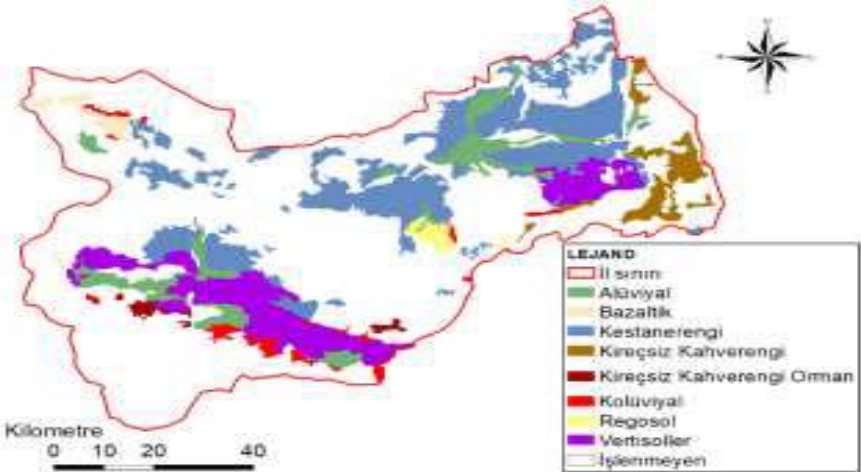 LEJAND
İl sınırı
Alüviyal
Bazaltik
Kestanerengi
Kireçsiz Kahverengi
Kireçsiz Kahverengi Orman
Kolüviyal
Regosol
Vertisoller
İşlenmeyen
Kilometre
0 10 20 40